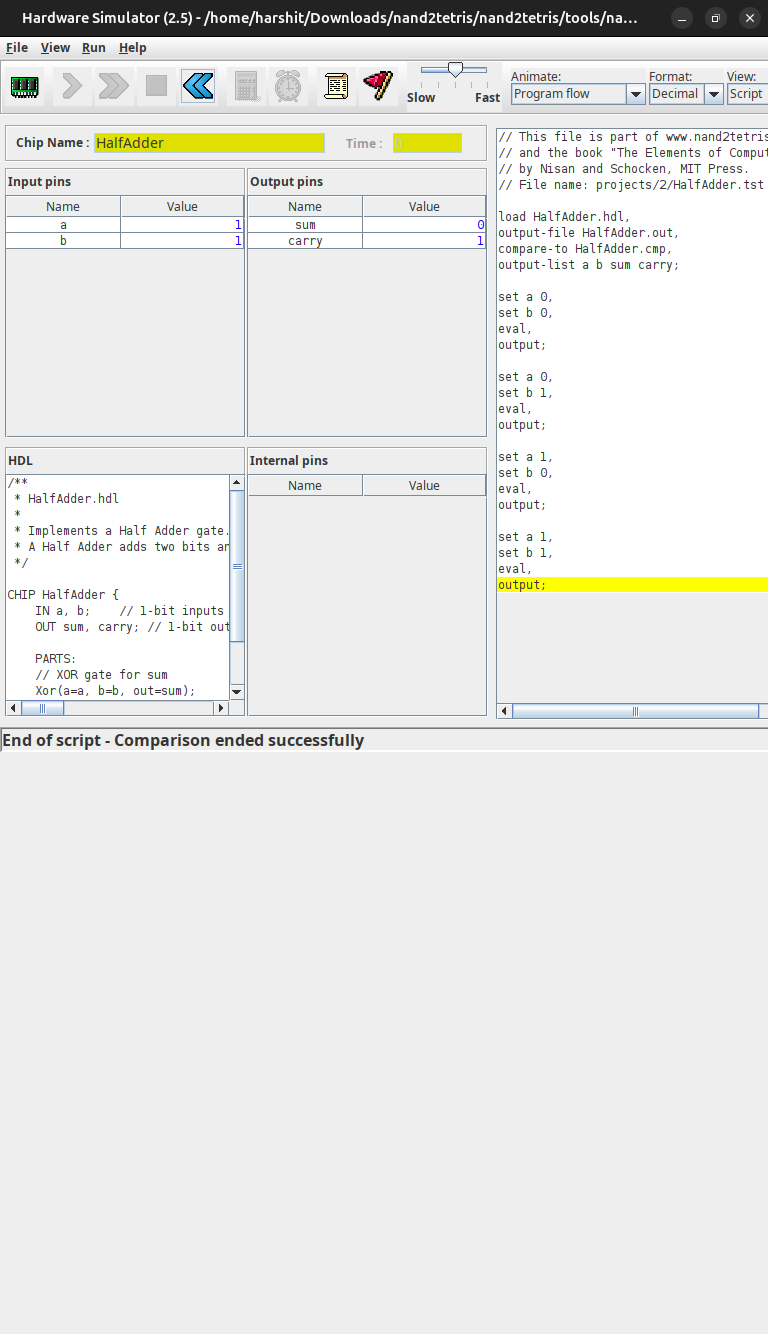 Hardware Simulator (2.5) - /home/harshit/Downloads/nand2tetris/nand2tetris/tools/na...
File View Run Help
Slow Fast
Animate: Format: View:
Program flow Decimal Script
Chip Name : HalfAdder Time : 0
Input pins
Name Value
a 1
b 1
Output pins
Name Value
sum 0
carry 1
HDL
/**
* HalfAdder.hdl
*
* Implements a Half Adder gate.
* A Half Adder adds two bits an
*/
CHIP HalfAdder {
IN a, b; // 1-bit inputs
OUT sum, carry; // 1-bit out
PARTS:
// XOR gate for sum
Xor(a=a, b=b, out=sum);
Internal pins
Name Value
// This file is part of www.nand2tetris
// and the book "The Elements of Comput
// by Nisan and Schocken, MIT Press.
// File name: projects/2/HalfAdder.tst
load HalfAdder.hdl,
output-file HalfAdder.out,
compare-to HalfAdder.cmp,
output-list a b sum carry;
set a 0,
set b 0,
eval,
output;
set a 0,
set b 1,
eval,
output;
set a 1,
set b 0,
eval,
output;
set a 1,
set b 1,
eval,
output;
End of script - Comparison ended successfully